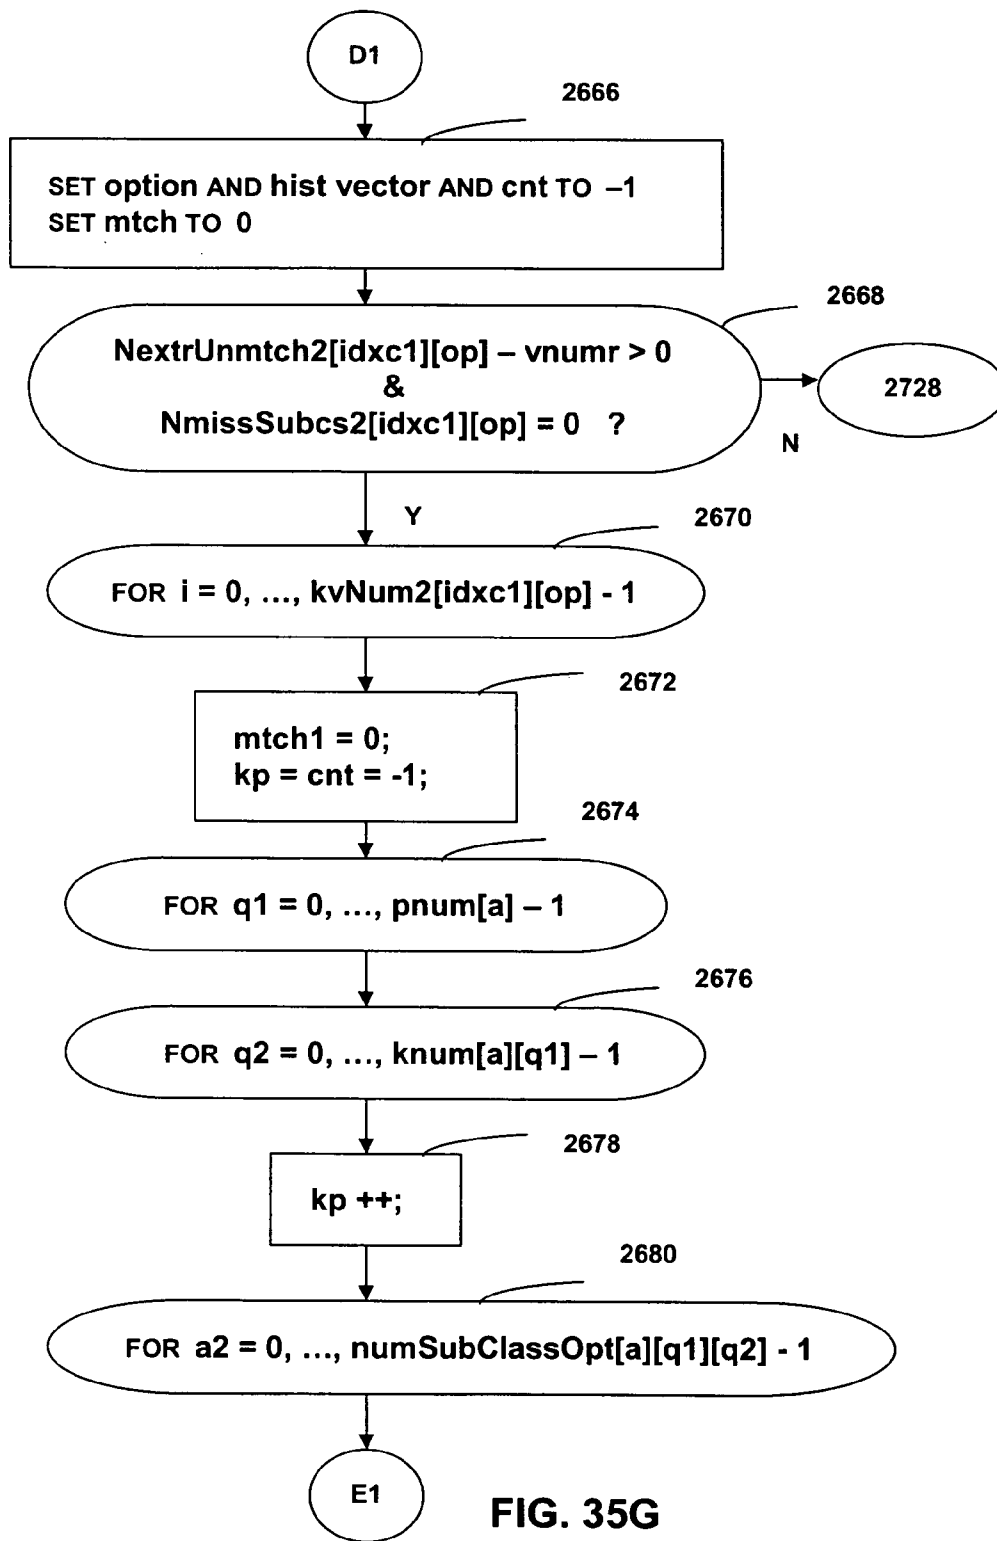 D1
2666
SET option AND hist vector AND cnt TO –1
SET mtch TO 0
2668
NextrUnmtch2[idxc1][op] – vnumr > 0
&
NmissSubcs2[idxc1][op] = 0 ?
2728
N
Y
2670
FOR i = 0, ..., kvNum2[idxc1][op] - 1
2672
mtch1 = 0;
kp = cnt = -1;
2674
FOR q1 = 0, ..., pnum[a] – 1
2676
FOR q2 = 0, ..., knum[a][q1] – 1
2678
kp ++;
2680
FOR a2 = 0, ..., numSubClassOpt[a][q1][q2] - 1
E1
FIG. 35G